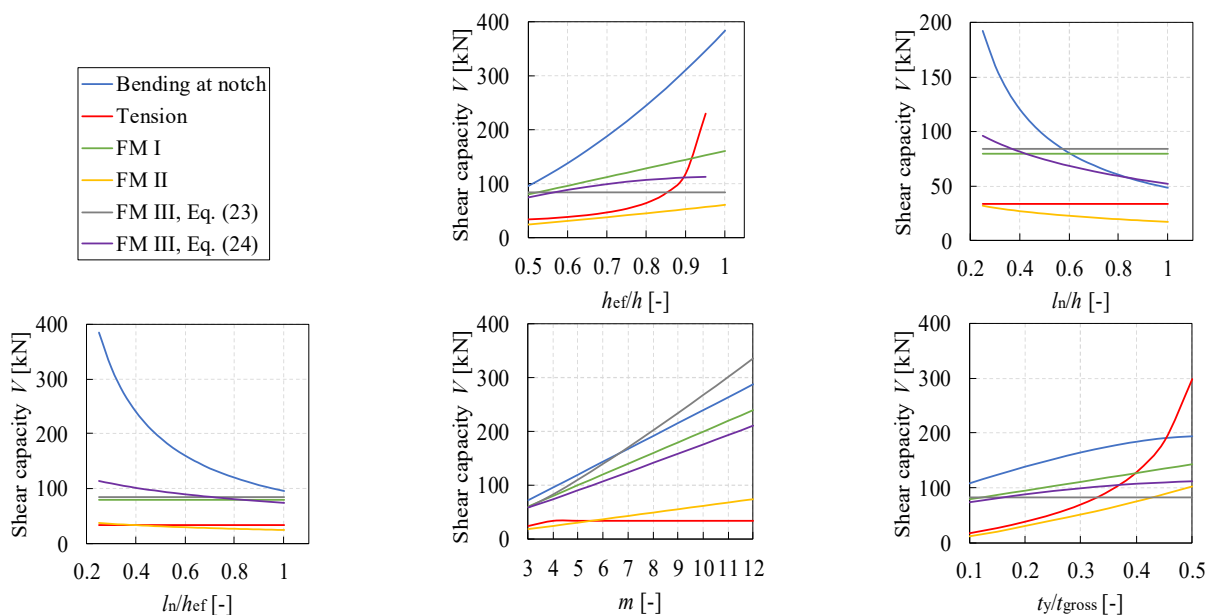 Bending at notch
Tension
FM I
FM II
FM III, Eq. (23)
FM III, Eq. (24)
Shear capacity V [kN]
400
300
200
100
0
0.5 0.6 0.7 0.8 0.9 1
hef/h [-]
Shear capacity V [kN]
200
150
100
50
0
0.2 0.4 0.6 0.8 1
ln/h [-]
Shear capacity V [kN]
400
300
200
100
0
0.2 0.4 0.6 0.8 1
ln/hef [-]
Shear capacity V [kN]
400
300
200
100
0
3 4 5 6 7 8 9 10 11 12
m [-]
Shear capacity V [kN]
400
300
200
100
0
0.1 0.2 0.3 0.4 0.5
ty/tgross [-]